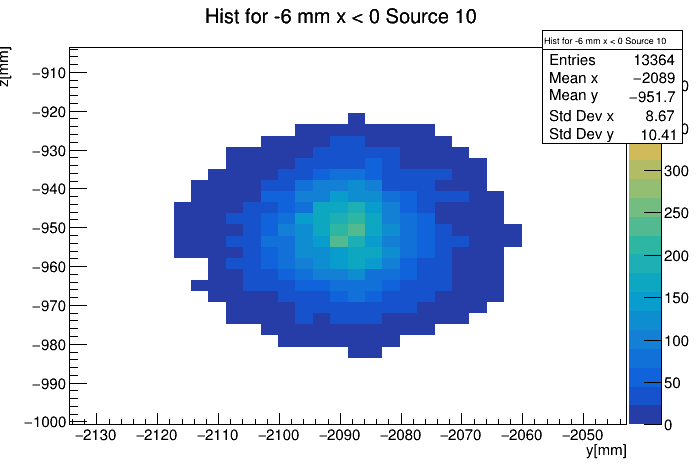 Hist for -6 mm x < 0 Source 10
Hist for -6 mm x < 0 Source 10
Entries 13364
Mean x −2089
Mean y −951.7
Std Dev x 8.67
Std Dev y 10.41
z[mm]
−910
−920
−930
−940
−950
−960
−970
−980
−990
−1000
−2130
−2120
−2110
−2100
−2090
−2080
−2070
−2060
−2050
y[mm]
300
250
200
150
100
50
0